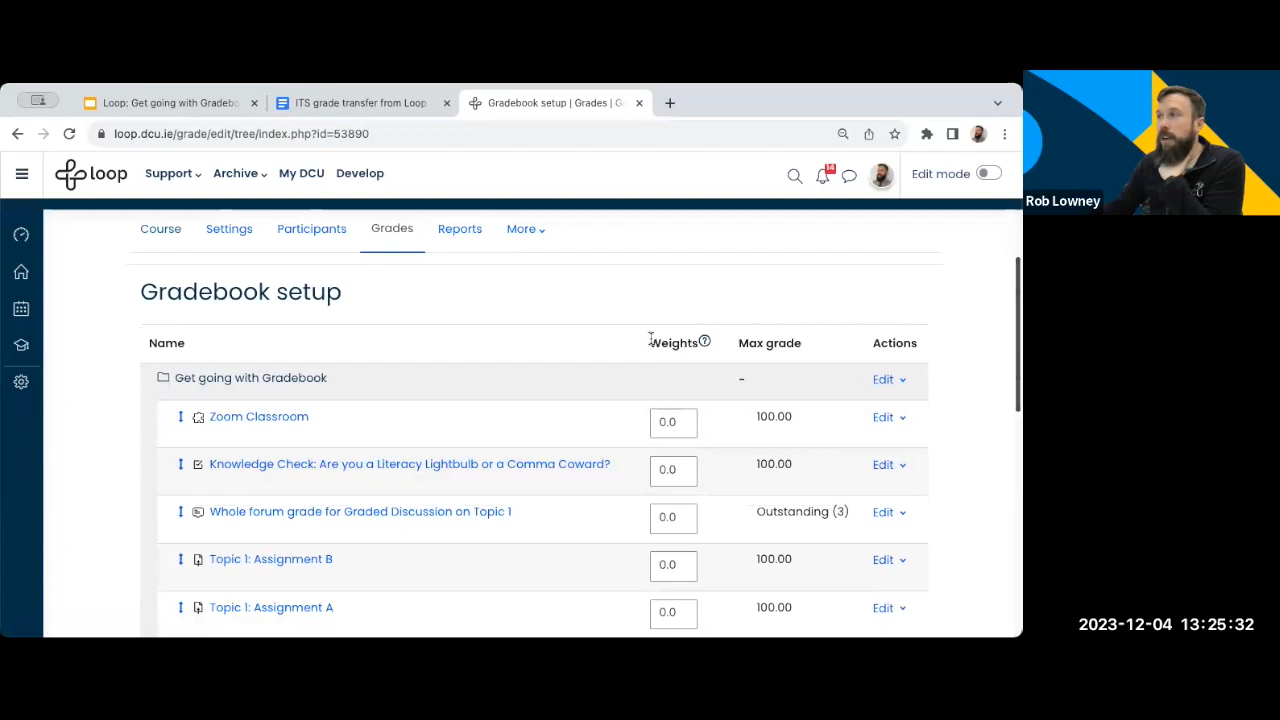 Loop: Get going with Gradebo
ITS grade transfer from Loop
Gradebook setup | Grades | G
loop.dcu.ie/grade/edit/tree/index.php?id=53890
loop
Support
Archive
My DCU
Develop
14
Edit mode
Rob Lowney
Course
Settings
Participants
Grades
Reports
More
Gradebook setup
Name
Weights
Max grade
Actions
Get going with Gradebook
-
Edit
Zoom Classroom
0.0
100.00
Edit
Knowledge Check: Are you a Literacy Lightbulb or a Comma Coward?
0.0
100.00
Edit
Whole forum grade for Graded Discussion on Topic 1
0.0
Outstanding (3)
Edit
Topic 1: Assignment B
0.0
100.00
Edit
Topic 1: Assignment A
0.0
100.00
Edit
2023-12-04 13:25:32